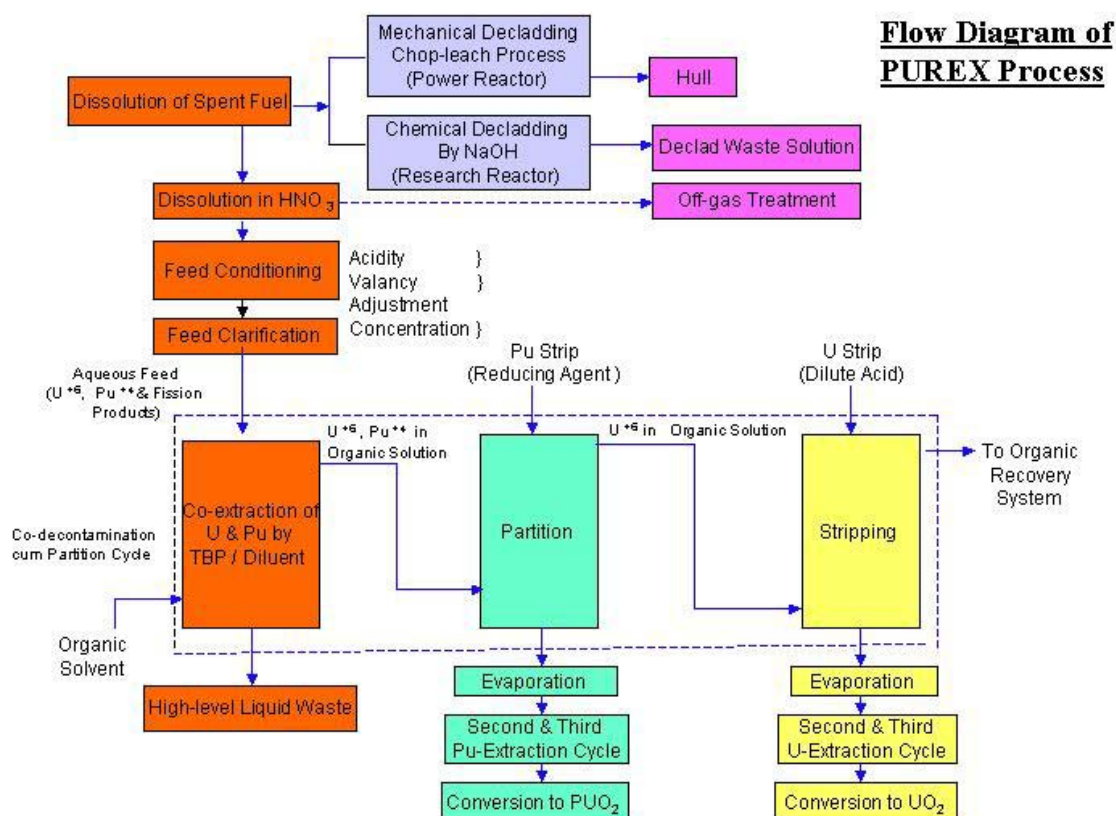 Flow Diagram of
PUREX Process
Mechanical Decladding
Chop-leach Process
(Power Reactor)
Hull
Dissolution of Spent Fuel
Chemical Decladding
By NaOH
(Research Reactor)
Declad Waste Solution
Dissolution in HNO₃
Off-gas Treatment
Feed Conditioning
Acidity }
Valancy }
Adjustment
Concentration }
Feed Clarification
Aqueous Feed
(U⁺⁶, Pu⁺⁴ & Fission
Products)
Pu Strip
(Reducing Agent)
U Strip
(Dilute Acid)
U⁺⁶, Pu⁺⁴ in
Organic Solution
U⁺⁶ in Organic Solution
To Organic
Recovery
System
Co-extraction of
U & Pu by
TBP / Diluent
Partition
Stripping
Co-decontamination
cum Partition Cycle
Organic
Solvent
High-level Liquid Waste
Evaporation
Second & Third
Pu-Extraction Cycle
Conversion to PUO₂
Evaporation
Second & Third
U-Extraction Cycle
Conversion to UO₂